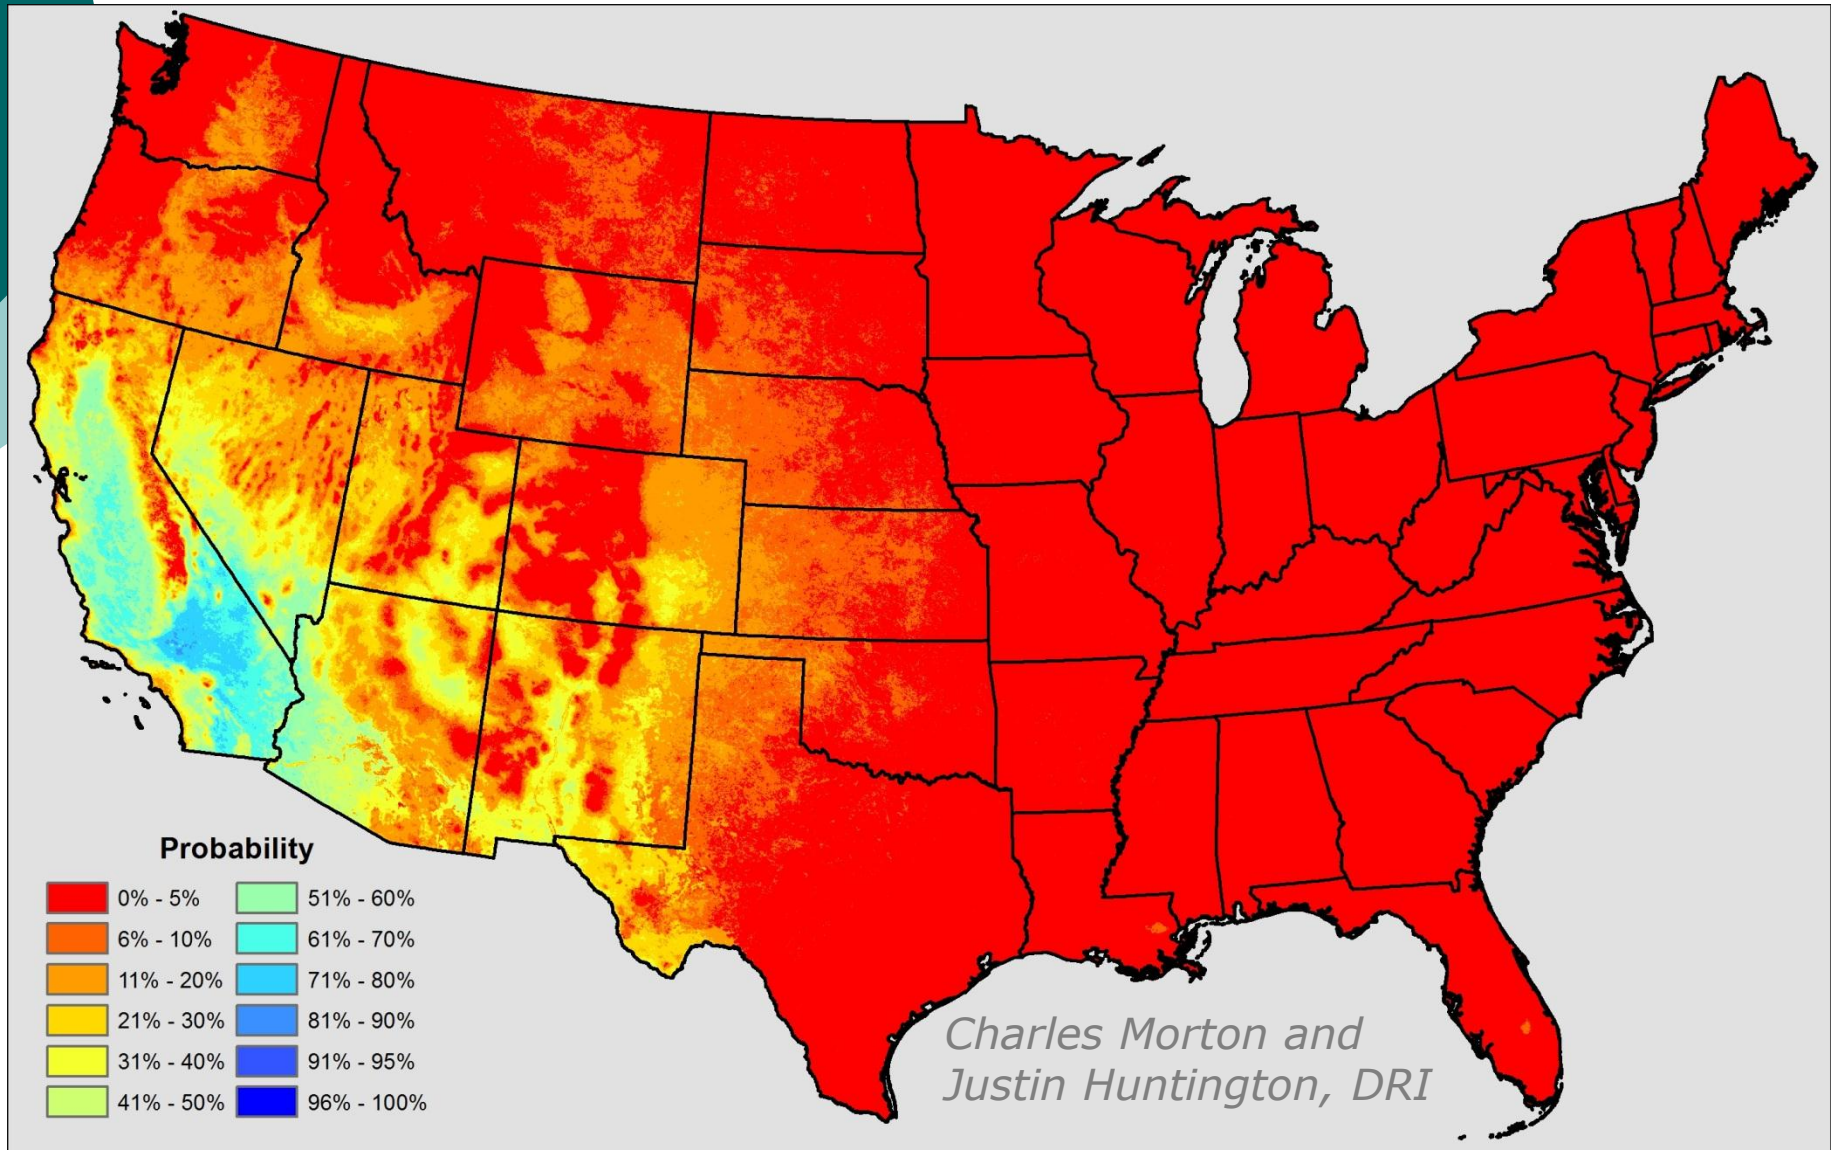 Probability
0% - 5%
6% - 10%
11% - 20%
21% - 30%
31% - 40%
41% - 50%
51% - 60%
61% - 70%
71% - 80%
81% - 90%
91% - 95%
96% - 100%
Charles Morton and
Justin Huntington, DRI